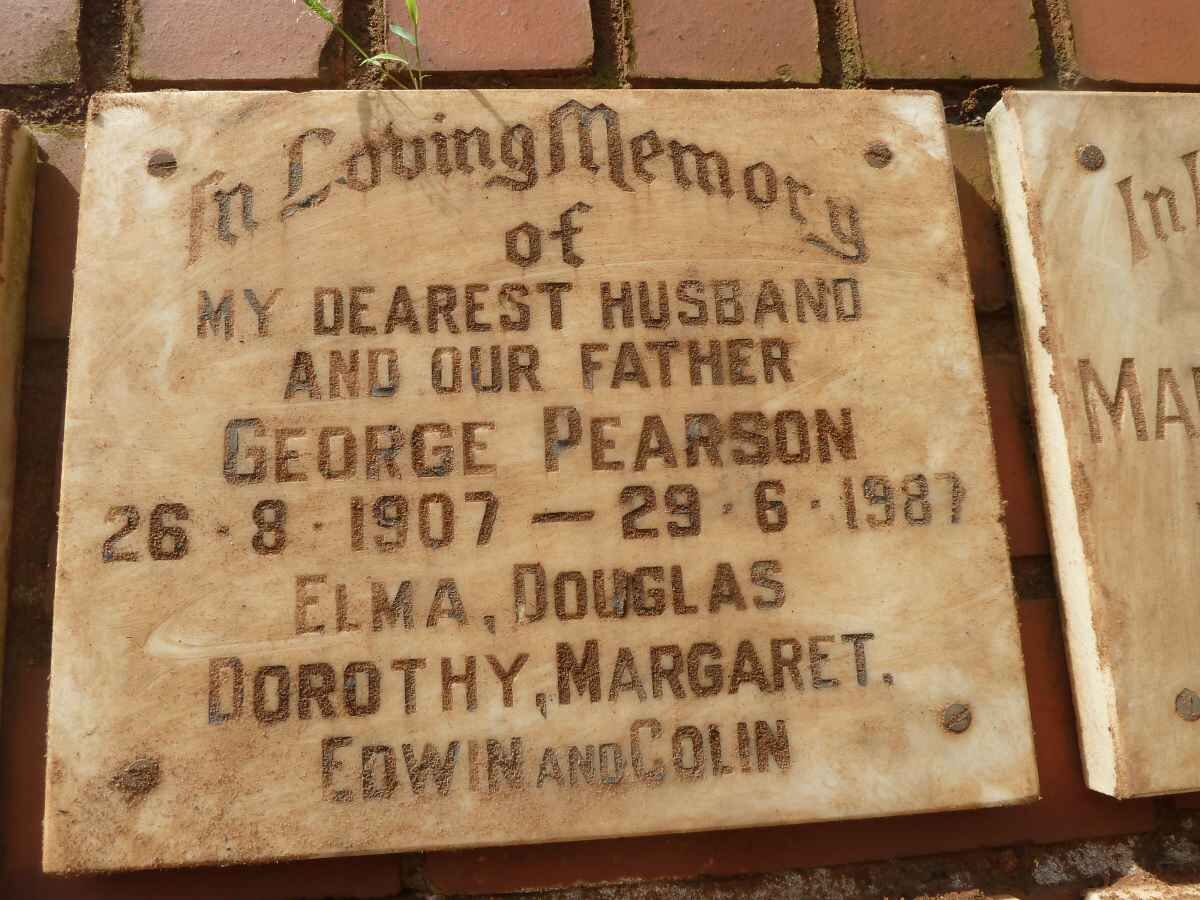 In Loving Memory
of
MY DEAREST HUSBAND
AND OUR FATHER
GEORGE PEARSON
26·8·1907 — 29·6·1987
ELMA, DOUGLAS
DOROTHY, MARGARET,
EDWIN AND COLIN
In